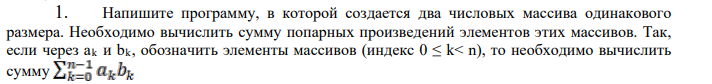 1. Напишите программу, в которой создается два числовых массива одинакового
размера. Необходимо вычислить сумму попарных произведений элементов этих массивов. Так,
если через aₖ и bₖ, обозначить элементы массивов (индекс 0 ≤ k< n), то необходимо вычислить
сумму ∑ₖ₌₀ⁿ⁻¹ aₖbₖ